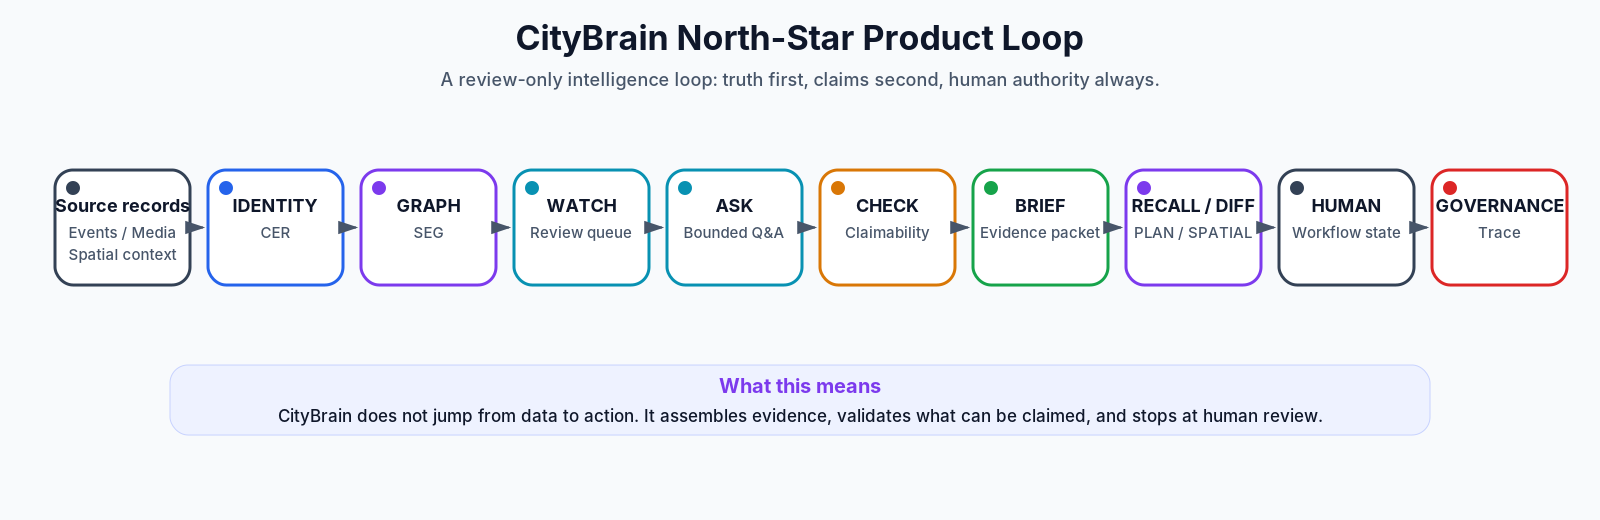 CityBrain North-Star Product Loop
A review-only intelligence loop: truth first, claims second, human authority always.
Source records
Events / Media
Spatial context
IDENTITY
CER
GRAPH
SEG
WATCH
Review queue
ASK
Bounded Q&A
CHECK
Claimability
BRIEF
Evidence packet
RECALL / DIFF
PLAN / SPATIAL
HUMAN
Workflow state
GOVERNANCE
Trace
What this means
CityBrain does not jump from data to action. It assembles evidence, validates what can be claimed, and stops at human review.